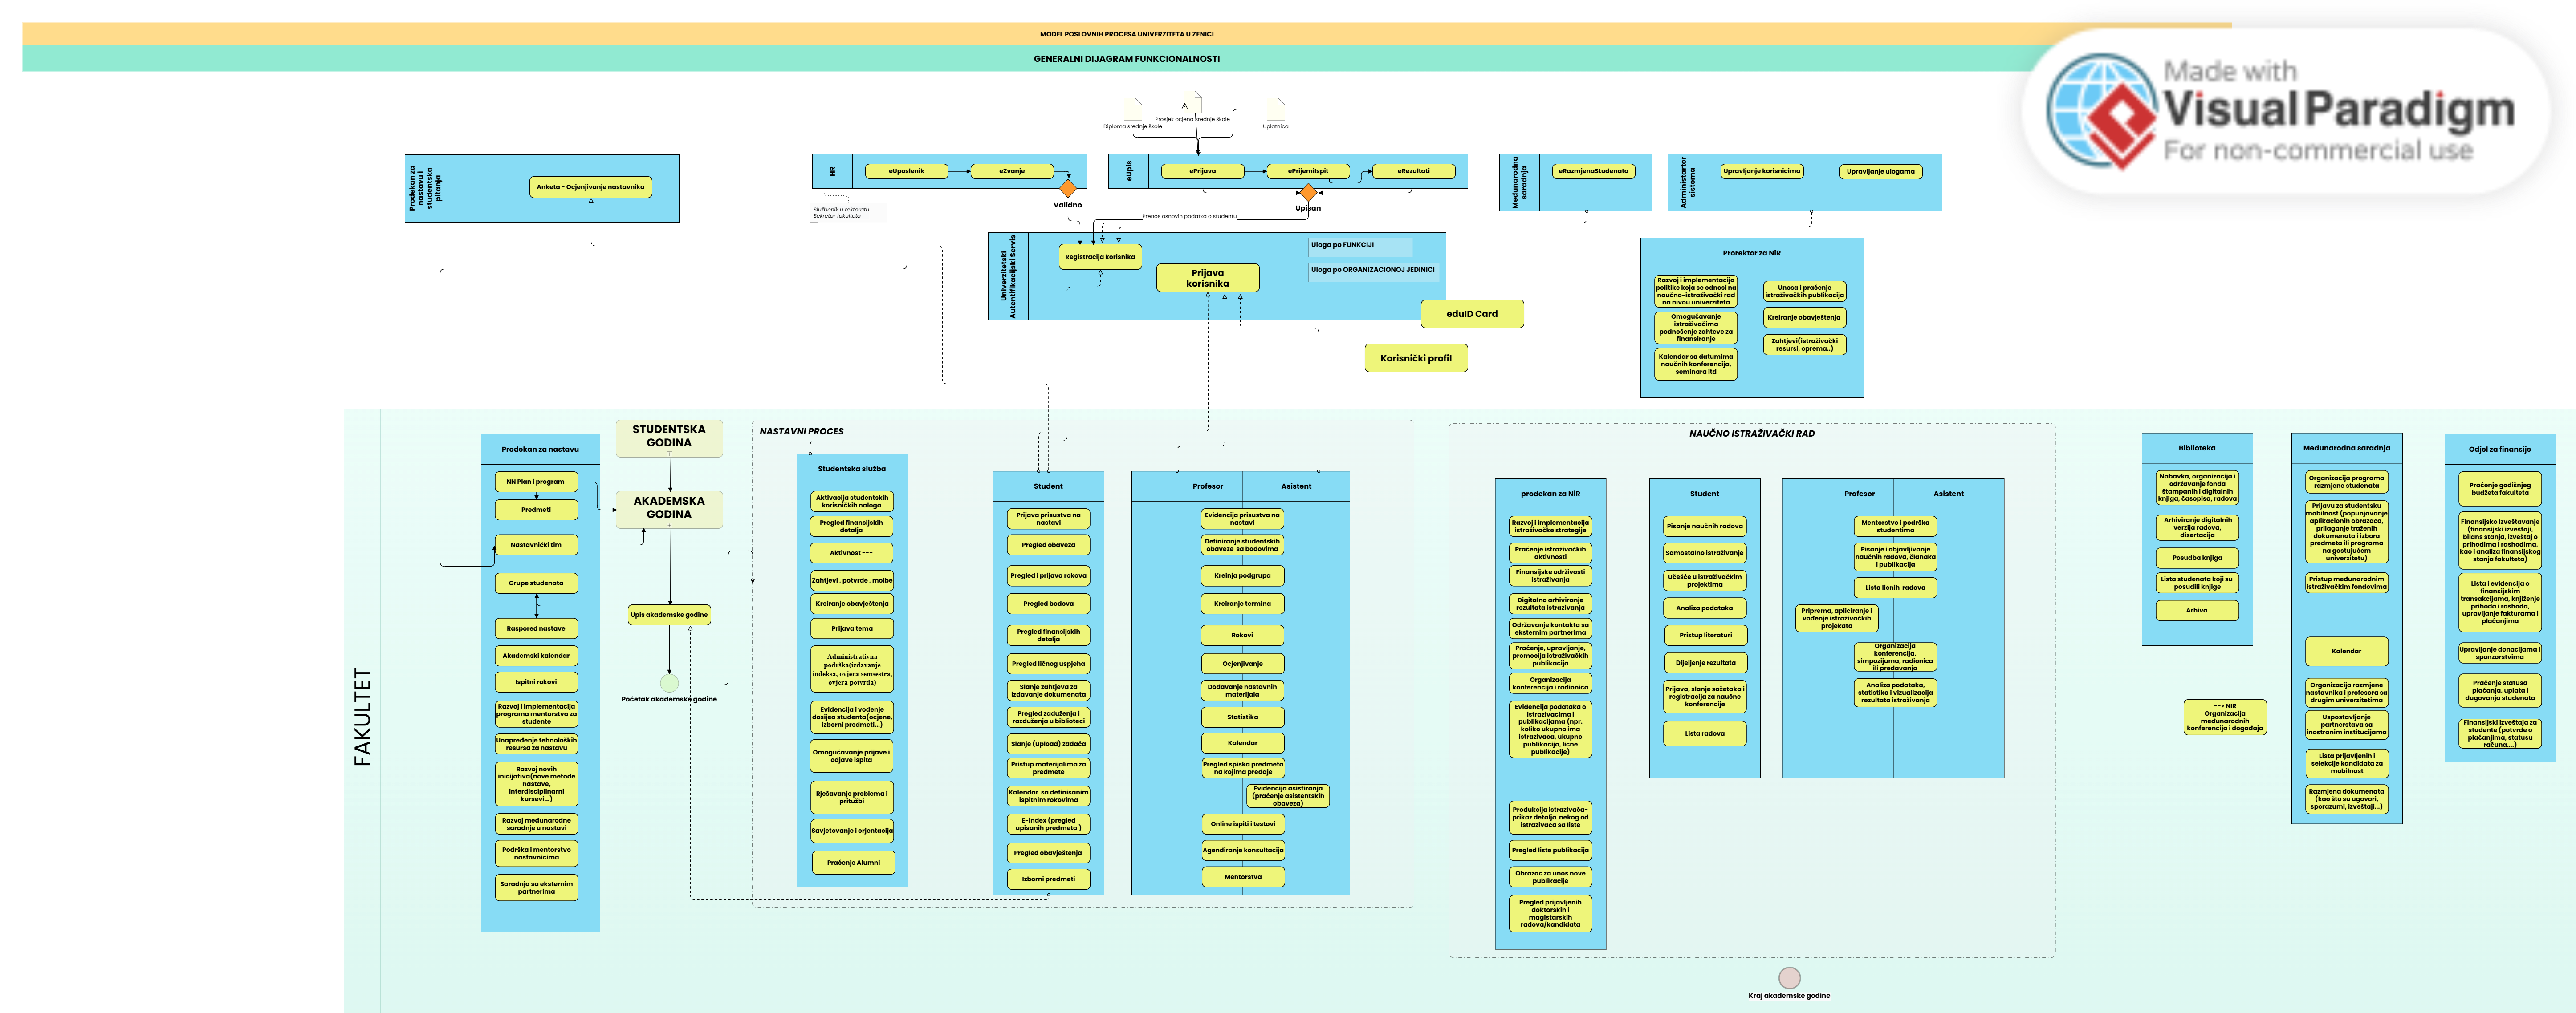 MODEL POSLOVNIH PROCESA UNIVERZITETA U ZENICI
GENERALNI DIJAGRAM FUNKCIONALNOSTI
Made with
Visual Paradigm
For non-commercial use
Diploma srednje škole
Prosjek ocjena srednje škole
Uplatnica
Prodekan za
nastavu i
studentska
pitanja
Anketa - Ocjenjivanje nastavnika
HR
eUposlenik
eZvanje
Validno
Službenik u rektoratu
Sekretar fakulteta
eUpis
ePrijava
ePrijemiIspit
eRezultati
Upisan
Prenos osnovih podatka o studentu
Međunarodna
saradnja
eRazmjenaStudenata
Administartor
sistema
Upravljanje korisnicima
Upravljanje ulogama
Univerzitetski
Autentifikacijski Servis
Registracija korisnika
Prijava
korisnika
Uloga po FUNKCIJI
Uloga po ORGANIZACIONOJ JEDINICI
eduID Card
Korisnički profil
Prorektor za NiR
Razvoj i implementacija
politike koja se odnosi na
naučno-istraživački rad
na nivou univerziteta
Omogućavanje
istraživačima
podnošenje zahteve za
finansiranje
Kalendar sa datumima
naučnih konferencija,
seminara itd
Unosa i praćenje
istraživačkih publikacija
Kreiranje obavještenja
Zahtjevi(istraživački
resursi, oprema..)
FAKULTET
Prodekan za nastavu
NN Plan i program
Predmeti
Nastavnički tim
Grupe studenata
Raspored nastave
Akademski kalendar
Ispitni rokovi
Razvoj i implementacija
programa mentorstva za
studente
Unapređenje tehnoloških
resursa za nastavu
Razvoj novih
inicijativa(nove metode
nastave,
interdisciplinarni
kursevi...)
Razvoj međunarodne
saradnje u nastavi
Podrška i mentorstvo
nastavnicima
Saradnja sa eksternim
partnerima
STUDENTSKA
GODINA
AKADEMSKA
GODINA
Upis akademske godine
Početak akademske godine
NASTAVNI PROCES
Studentska služba
Aktivacija studentskih
korisničkih naloga
Pregled finansijskih
detalja
Aktivnost ---
Zahtjevi , potvrde , molbe
Kreiranje obavještenja
Prijava tema
Administrativna
podrška(izdavanje
indeksa, ovjera semestra,
ovjera potvrda)
Evidencija i vođenje
dosijea studenta(ocjene,
izborni predmeti...)
Omogućavanje prijave i
odjave ispita
Rješavanje problema i
pritužbi
Savjetovanje i orjentacija
Praćenje Alumni
Student
Prijava prisustva na
nastavi
Pregled obaveza
Pregled i prijava rokova
Pregled bodova
Pregled finansijskih
detalja
Pregled ličnog uspjeha
Slanje zahtjeva za
izdavanje dokumenata
Pregled zaduženja i
razduženja u biblioteci
Slanje (upload) zadaća
Pristup materijalima za
predmete
Kalendar sa definisanim
ispitnim rokovima
E-index (pregled
upisanih predmeta )
Pregled obavještenja
Izborni predmeti
Profesor
Asistent
Evidencija prisustva na
nastavi
Definiranje studentskih
obaveze sa bodovima
Kreinja podgrupa
Kreiranje termina
Rokovi
Ocjenjivanje
Dodavanje nastavnih
materijala
Statistika
Kalendar
Pregled spiska predmeta
na kojima predaje
Evidencija asistiranja
(praćenje asistentskih
obaveza)
Online ispiti i testovi
Agendiranje konsultacija
Mentorstva
NAUČNO ISTRAŽIVAČKI RAD
prodekan za NiR
Razvoj i implementacija
istraživačke strategije
Praćenje istraživačkih
aktivnosti
Finansijske održivosti
istraživanja
Digitalno arhiviranje
rezultata istrazivanja
Održavanje kontakta sa
eksternim partnerima
Praćenje, upravljanje,
promocija istraživačkih
publikacija
Organizacija
konferencija i radionica
Evidencija podataka o
istrazivacima i
publikacijama (npr.
koliko ukupno ima
istrazivaca, ukupno
publikacija, licne
publikacije)
Produkcija istrazivača-
prikaz detalja nekog od
istrazivaca sa liste
Pregled liste publikacija
Obrazac za unos nove
publikacije
Pregled prijavljenih
doktorskih i
magistarskih
radova/kandidata
Student
Pisanje naučnih radova
Samostalno istraživanje
Učešće u istraživačkim
projektima
Analiza podataka
Pristup literaturi
Dijeljenje rezultata
Prijava, slanje sažetaka i
registracija za naučne
konferencije
Lista radova
Profesor
Asistent
Mentorstvo i podrška
studentima
Pisanje i objavljivanje
naučnih radova, članaka
i publikacija
Lista licnih radova
Priprema, apliciranje i
vođenje istraživačkih
projekata
Organizacija
konferencija,
simpozijuma, radionica
ili predavanja
Analiza podataka,
statistika i vizualizacija
rezultata istraživanja
Kraj akademske godine
Biblioteka
Nabavka, organizacija i
održavanje fonda
štampanih i digitalnih
knjiga, časopisa, radova
Arhiviranje digitalnih
verzija radova,
disertacija
Posudba knjiga
Lista studenata koji su
posudili knjige
Arhiva
--> NIR
Organizacija
međunarodnih
konferencija i događaja
Međunarodna saradnja
Organizacija programa
razmjene studenata
Prijavu za studentsku
mobilnost (popunjavanje
aplikacionih obrazaca,
prilaganje traženih
dokumenata i izbora
predmeta ili programa
na gostujućem
univerzitetu)
Pristup međunarodnim
istraživačkim fondovima
Kalendar
Organizacija razmjene
nastavnika i profesora sa
drugim univerzitetima
Uspostavljanje
partnerstava sa
inostranim institucijama
Lista prijavljenih i
selekcije kandidata za
mobilnost
Razmjena dokumenata
(kao što su ugovori,
sporazumi, izveštaji...)
Odjel za finansije
Praćenje godišnjeg
budžeta fakulteta
Finansijsko izveštavanje
(finansijski izveštaji,
bilans stanja, izveštaj o
prihodima i rashodima,
kao i analiza finansijskog
stanja fakulteta)
Lista i evidencija o
finansijskim
transakcijama, knjiženje
prihoda i rashoda,
upravljanje fakturama i
plaćanjima
Upravljanje donacijama i
sponzorstvima
Praćenje statusa
plaćanja, uplata i
dugovanja studenata
Finansijski izveštaja za
studente (potvrde o
plaćanjima, statusu
računa....)